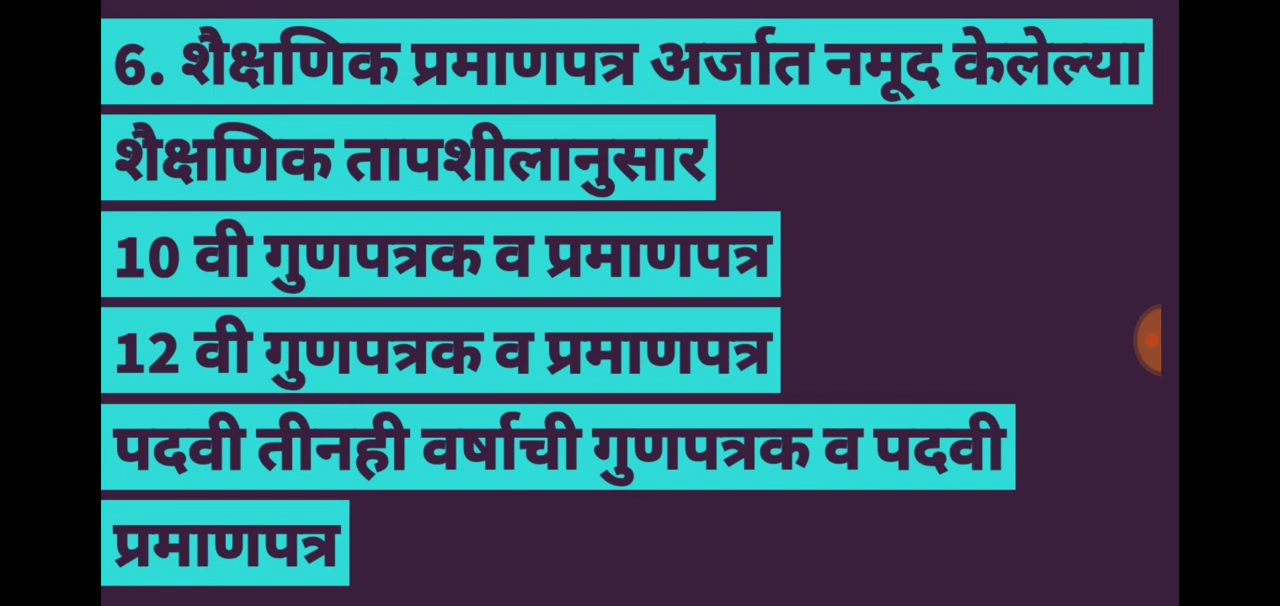 6. शैक्षणिक प्रमाणपत्र अर्जात नमूद केलेल्या
शैक्षणिक तापशीलानुसार
10 वी गुणपत्रक व प्रमाणपत्र
12 वी गुणपत्रक व प्रमाणपत्र
पदवी तीनही वर्षाची गुणपत्रक व पदवी
प्रमाणपत्र